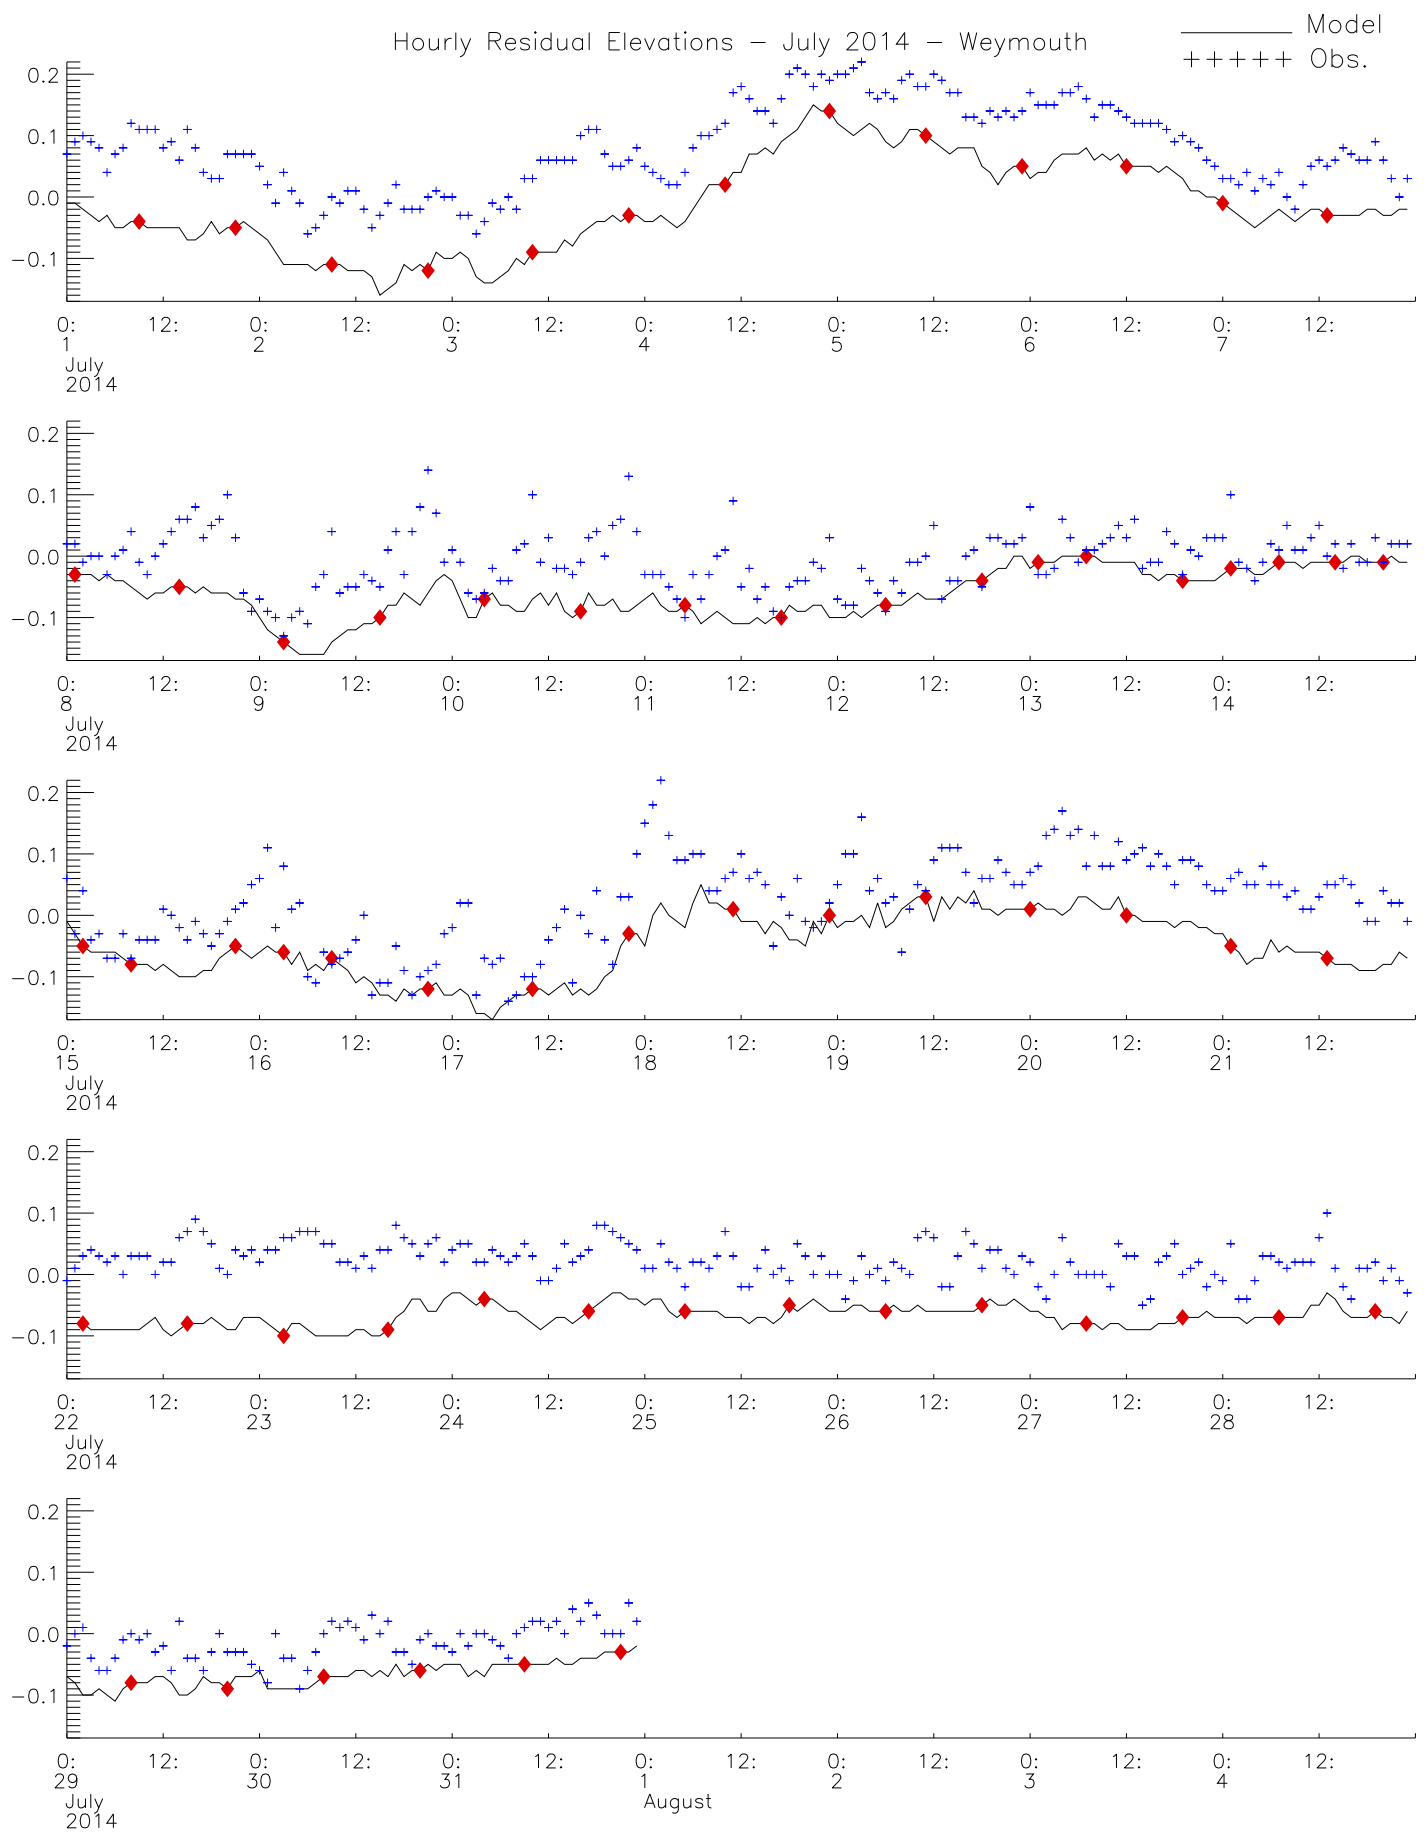 Hourly Residual Elevations – July 2014 – Weymouth
Model
+++++ Obs.
0.2
0.1
0.0
–0.1
0: 12: 0: 12: 0: 12: 0: 12: 0: 12: 0: 12: 0: 12:
1 2 3 4 5 6 7
July
2014
0.2
0.1
0.0
–0.1
0: 12: 0: 12: 0: 12: 0: 12: 0: 12: 0: 12: 0: 12:
8 9 10 11 12 13 14
July
2014
0.2
0.1
0.0
–0.1
0: 12: 0: 12: 0: 12: 0: 12: 0: 12: 0: 12: 0: 12:
15 16 17 18 19 20 21
July
2014
0.2
0.1
0.0
–0.1
0: 12: 0: 12: 0: 12: 0: 12: 0: 12: 0: 12: 0: 12:
22 23 24 25 26 27 28
July
2014
0.2
0.1
0.0
–0.1
0: 12: 0: 12: 0: 12: 0: 12: 0: 12: 0: 12: 0: 12:
29 30 31 1 2 3 4
July August
2014